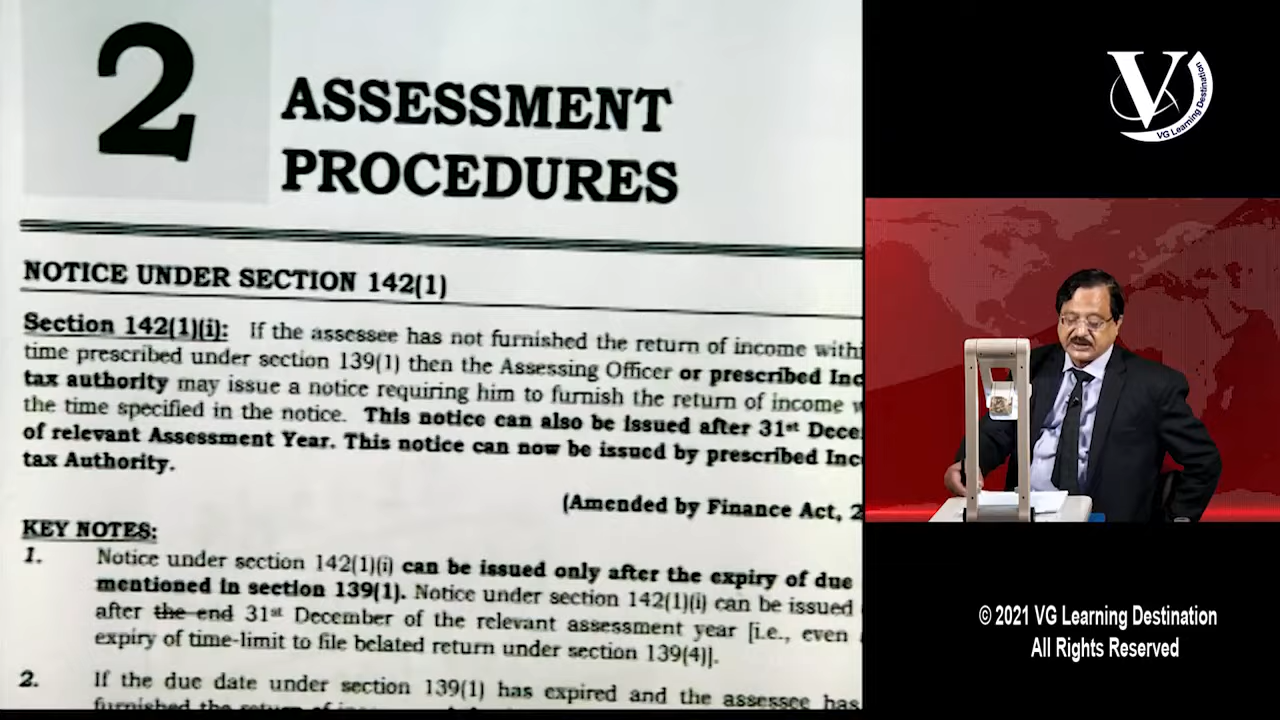 2
ASSESSMENT
PROCEDURES
NOTICE UNDER SECTION 142(1)
Section 142(1)(i): If the assessee has not furnished the return of income withi
time prescribed under section 139(1) then the Assessing Officer or prescribed Inc
tax authority may issue a notice requiring him to furnish the return of income w
the time specified in the notice. This notice can also be issued after 31st Dece
of relevant Assessment Year. This notice can now be issued by prescribed Inc
tax Authority.
(Amended by Finance Act, 2
KEY NOTES:
1. Notice under section 142(1)(i) can be issued only after the expiry of due
mentioned in section 139(1). Notice under section 142(1)(i) can be issued
after the end 31st December of the relevant assessment year [i.e., even
expiry of time-limit to file belated return under section 139(4)].
2. If the due date under section 139(1) has expired and the assessee has
furnished the return of
V
VG Learning Destination
© 2021 VG Learning Destination
All Rights Reserved